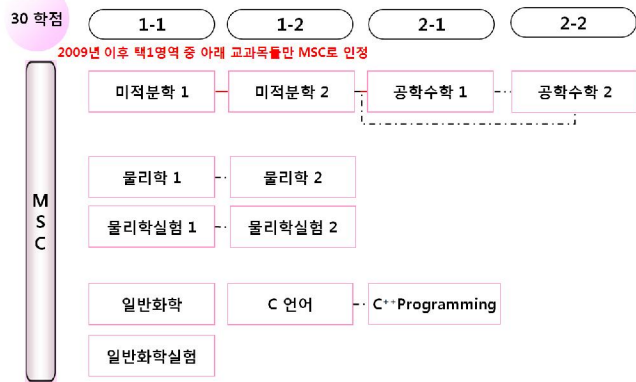 30 학점
1-1
1-2
2-1
2-2
2009년 이후 택1영역 중 아래 교과목들만 MSC로 인정
미적분학 1
미적분학 2
공학수학 1
공학수학 2
물리학 1
물리학 2
M
S
C
물리학실험 1
물리학실험 2
일반화학
C 언어
C++Programming
일반화학실험